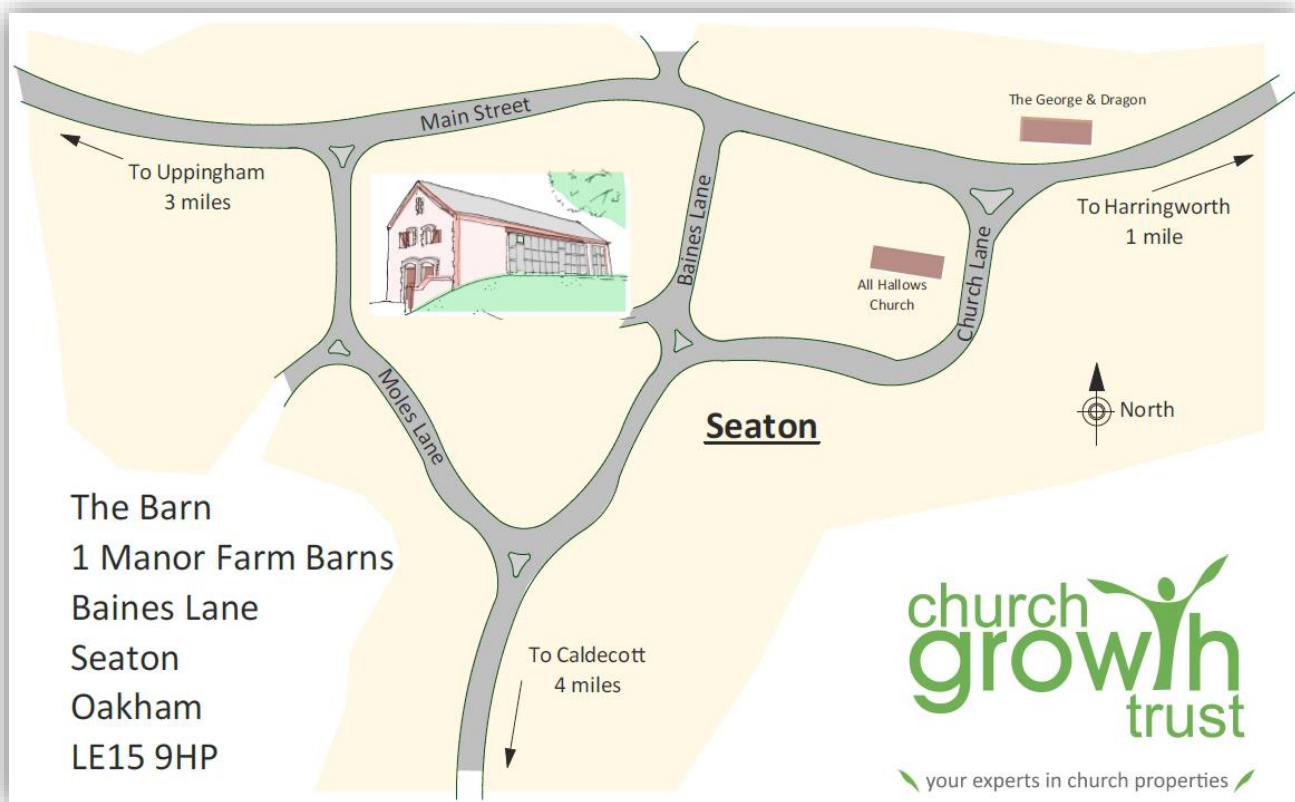 Main Street
The George & Dragon
To Uppingham
3 miles
Baines Lane
To Harringworth
1 mile
All Hallows
Church
Church Lane
Moles Lane
Seaton
North
The Barn
1 Manor Farm Barns
Baines Lane
Seaton
Oakham
LE15 9HP
To Caldecott
4 miles
church
growth
trust
your experts in church properties